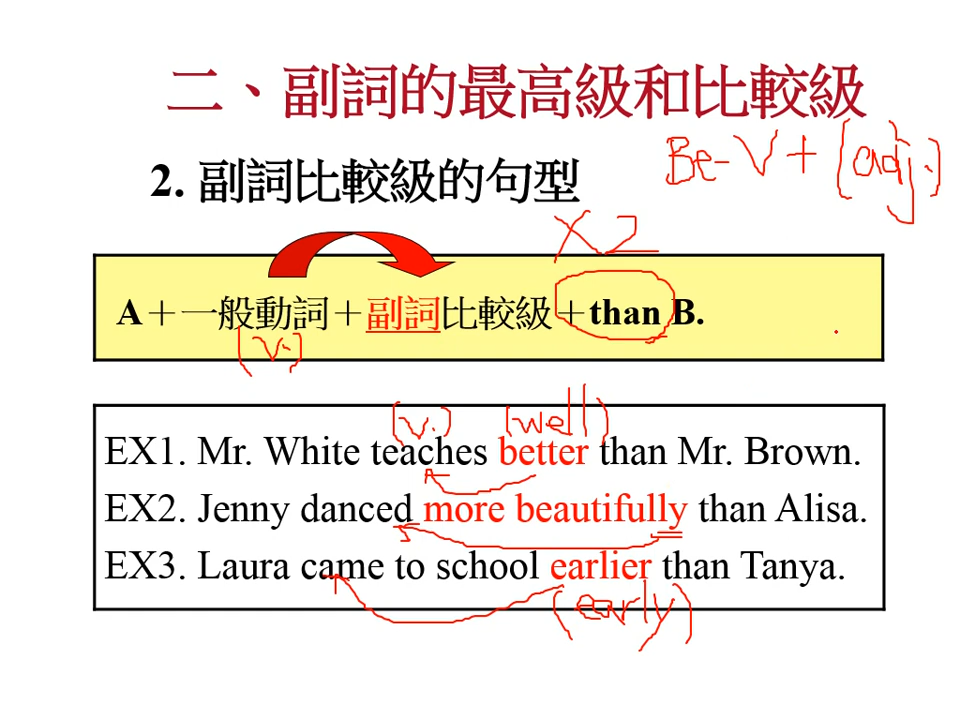 二、副詞的最高級和比較級
Be-V+(adj.)
2. 副詞比較級的句型
X2
A＋一般動詞＋副詞比較級＋than B.
(v.)
(v.) (well)
EX1. Mr. White teaches better than Mr. Brown.
EX2. Jenny danced more beautifully than Alisa.
EX3. Laura came to school earlier than Tanya.
(early)